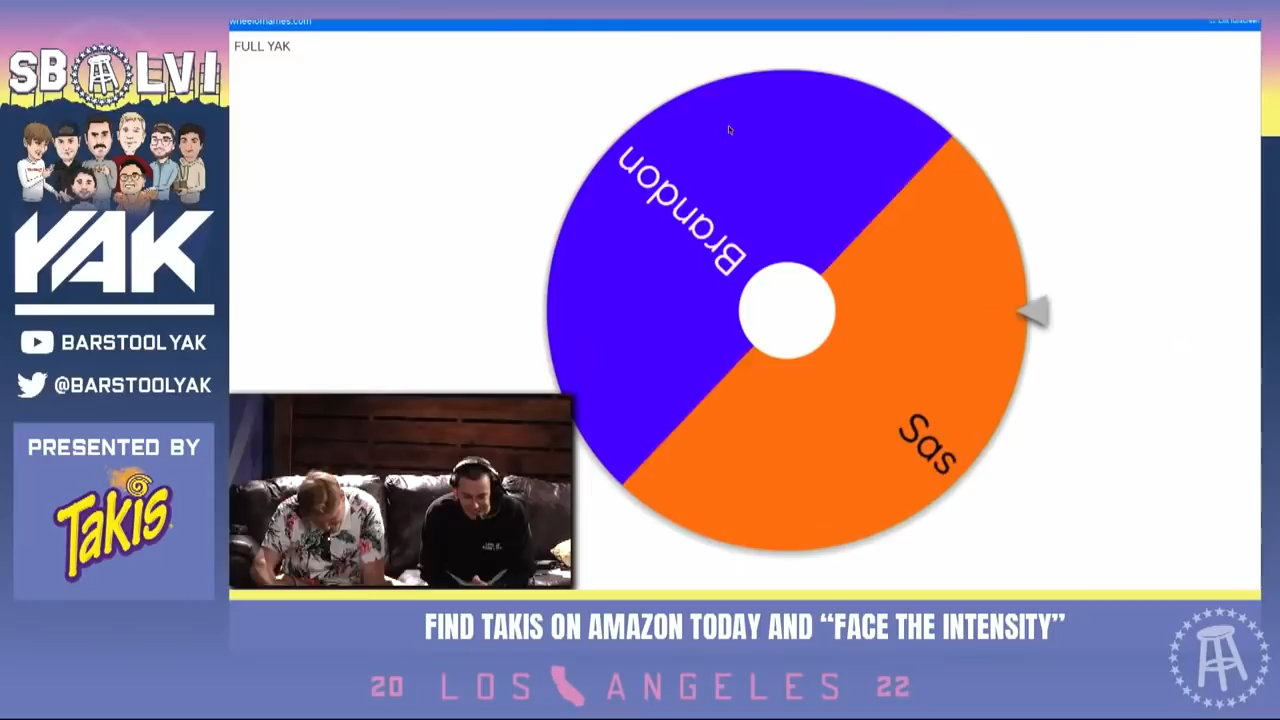 wheelofnames.com
FULL YAK
SB LVI
YAK
BARSTOOLYAK
@BARSTOOLYAK
PRESENTED BY
Takis
Brandon
Sas
FIND TAKIS ON AMAZON TODAY AND “FACE THE INTENSITY”
20 LOS ANGELES 22